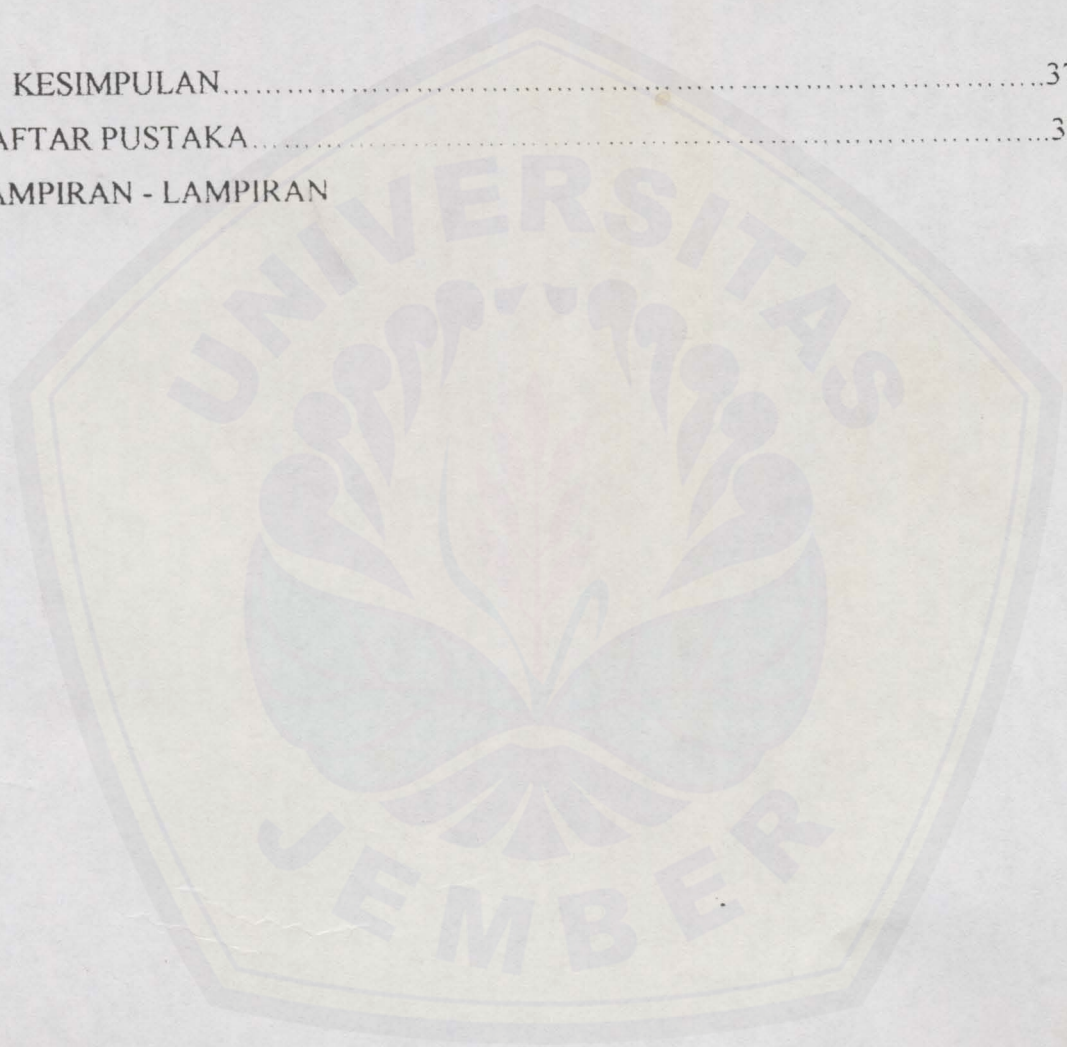 KESIMPULAN..........37
AFTAR PUSTAKA..........3
AMPIRAN - LAMPIRAN
UNIVERSITAS
JEMBER